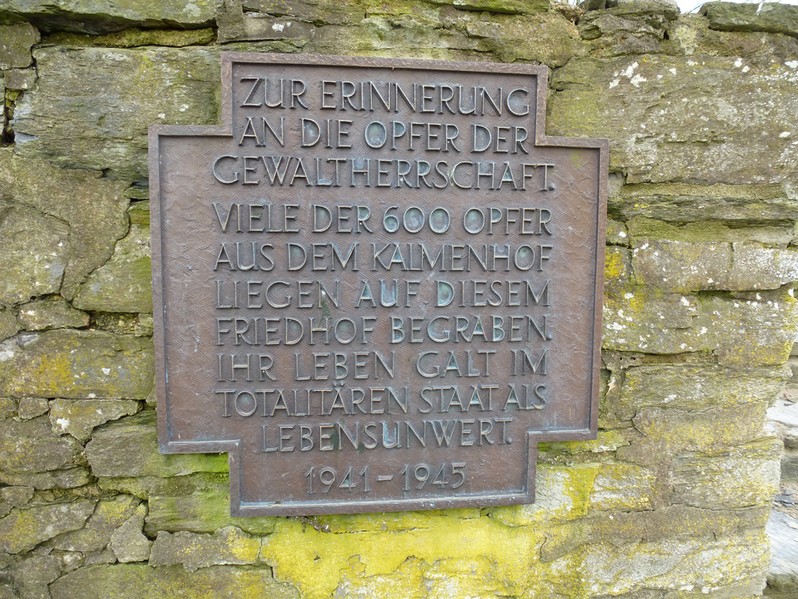 ZUR ERINNERUNG
AN DIE OPFER DER
GEWALTHERRSCHAFT.
VIELE DER 600 OPFER
AUS DEM KALMENHOF
LIEGEN AUF DIESEM
FRIEDHOF BEGRABEN.
IHR LEBEN GALT IM
TOTALITÄREN STAAT ALS
LEBENSUNWERT.
1941 – 1945